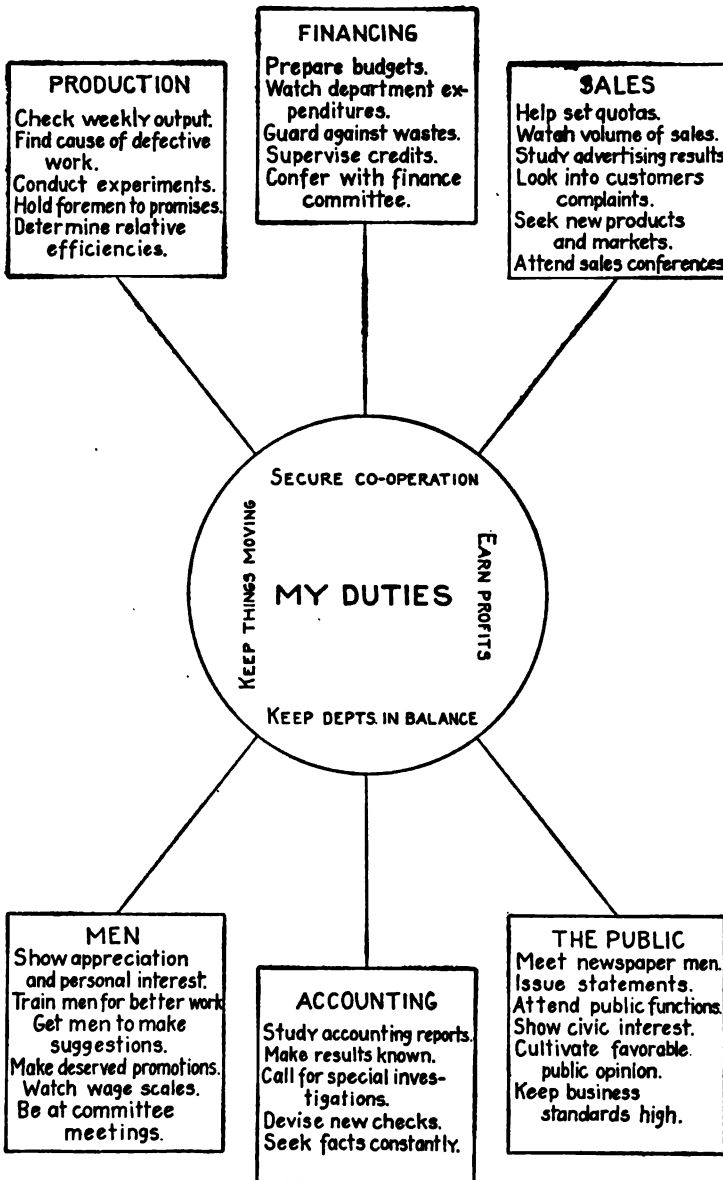 FINANCING
Prepare budgets.
Watch department ex-
penditures.
Guard against wastes.
Supervise credits.
Confer with finance
committee.
PRODUCTION
Check weekly output.
Find cause of defective
work.
Conduct experiments.
Hold foremen to promises.
Determine relative
efficiencies.
SALES
Help set quotas.
Watch volume of sales.
Study advertising results
Look into customers
complaints.
Seek new products
and markets.
Attend sales conferences
SECURE CO-OPERATION
KEEP THINGS MOVING
MY DUTIES
EARN PROFITS
KEEP DEPTS. IN BALANCE
MEN
Show appreciation
and personal interest.
Train men for better work
Get men to make
suggestions.
Make deserved promotions.
Watch wage scales.
Be at committee
meetings.
ACCOUNTING
Study accounting reports.
Make results known.
Call for special inves-
tigations.
Devise new checks.
Seek facts constantly.
THE PUBLIC
Meet newspaper men.
Issue statements.
Attend public functions.
Show civic interest.
Cultivate favorable
public opinion.
Keep business
standards high.